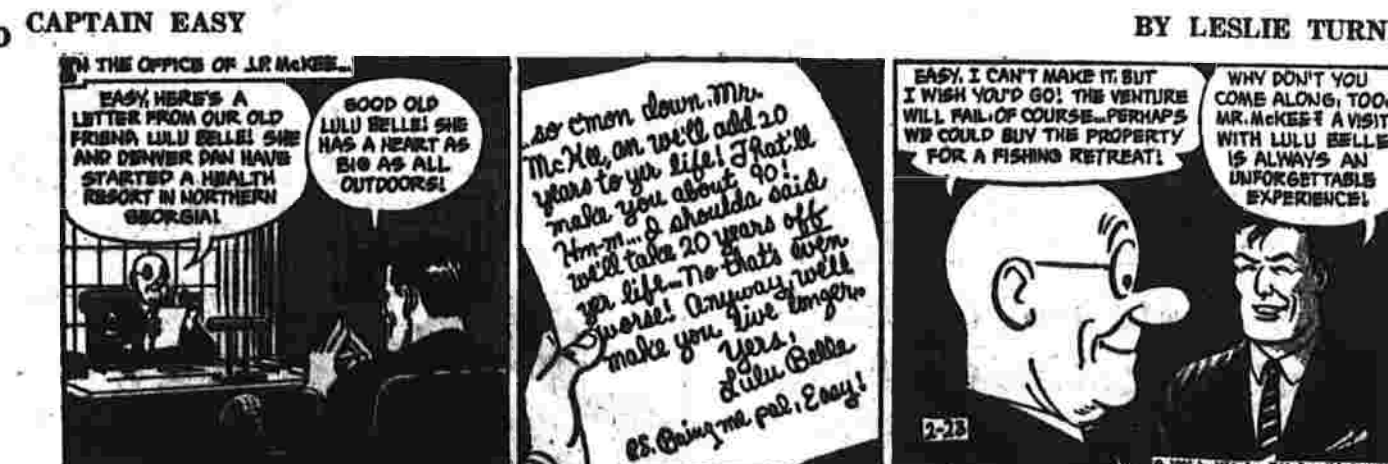 CAPTAIN EASY
BY LESLIE TURN
IN THE OFFICE OF J.P. McKEE...
EASY, HERE'S A
LETTER FROM OUR OLD
FRIEND, LULU BELLE! SHE
AND DENVER DAN HAVE
STARTED A HEALTH
RESORT IN NORTHERN
GEORGIA!
GOOD OLD
LULU BELLE! SHE
HAS A HEART AS
BIG AS ALL
OUTDOORS!
...so c'mon down, Mr.
McKee, an we'll add 20
years to yer life! That'll
make you about 90!
Hm-m... I shoulda said
we'll take 20 years off
yer life... No that's even
worse! Anyway, we'll
make you live longer.
Yers,
Lulu Belle
P.S. Bring me pal, Easy!
EASY, I CAN'T MAKE IT, BUT
I WISH YOU'D GO! THE VENTURE
WILL FAIL, OF COURSE...PERHAPS
WE COULD BUY THE PROPERTY
FOR A FISHING RETREAT!
WHY DON'T YOU
COME ALONG, TOO,
MR. McKEE? A VISIT
WITH LULU BELLE
IS ALWAYS AN
UNFORGETTABLE
EXPERIENCE!
2-23